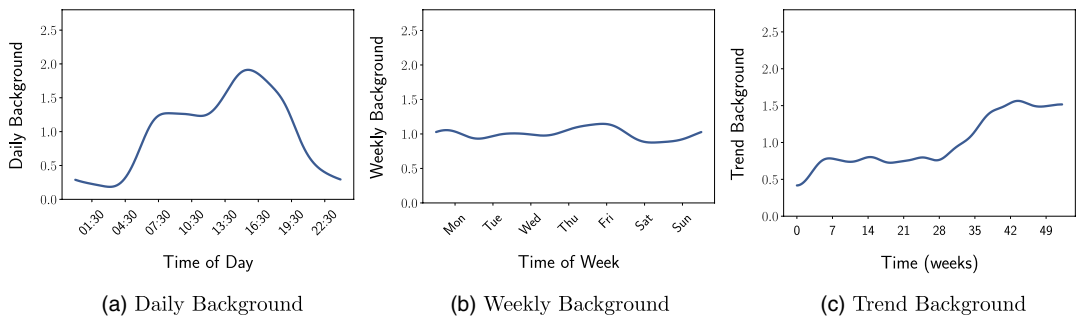 Daily Background
2.5
2.0
1.5
1.0
0.5
0.0
01:30 04:30 07:30 10:30 13:30 16:30 19:30 22:30
Time of Day
(a) Daily Background
Weekly Background
2.5
2.0
1.5
1.0
0.5
0.0
Mon Tue Wed Thu Fri Sat Sun
Time of Week
(b) Weekly Background
Trend Background
2.5
2.0
1.5
1.0
0.5
0.0
0 7 14 21 28 35 42 49
Time (weeks)
(c) Trend Background